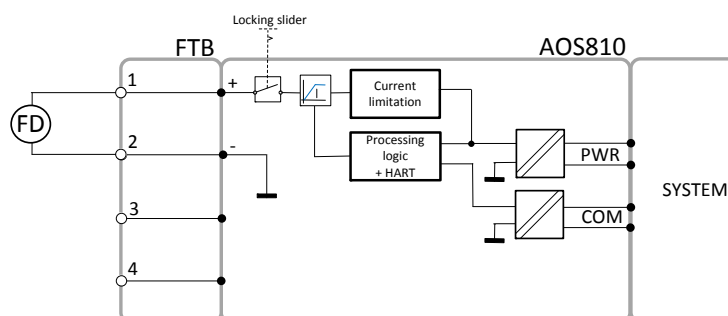 Locking slider
FTB
AOS810
1
+
I
Current
limitation
FD
2
-
Processing
logic
+ HART
PWR
SYSTEM
3
COM
4